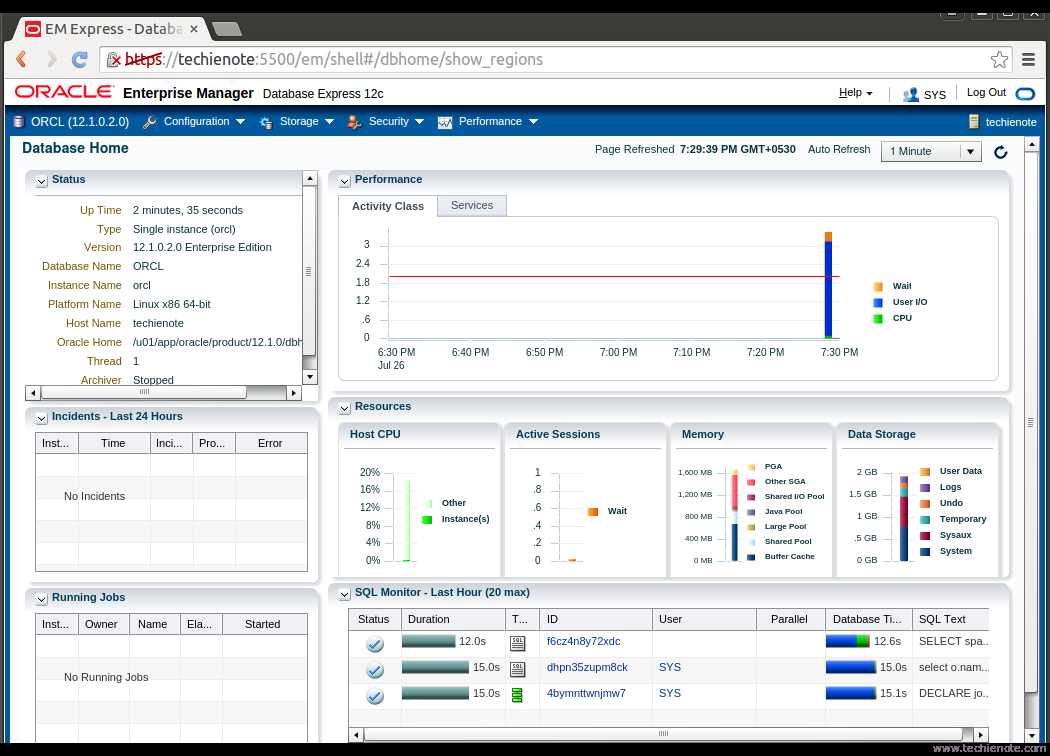 EM Express - Databa
https://techienote:5500/em/shell#/dbhome/show_regions
ORACLE Enterprise Manager Database Express 12c
Help SYS Log Out
ORCL (12.1.0.2.0) Configuration Storage Security Performance techienote
Database Home
Page Refreshed 7:29:39 PM GMT+0530 Auto Refresh 1 Minute
Status
Up Time 2 minutes, 35 seconds
Type Single instance (orcl)
Version 12.1.0.2.0 Enterprise Edition
Database Name ORCL
Instance Name orcl
Platform Name Linux x86 64-bit
Host Name techienote
Oracle Home /u01/app/oracle/product/12.1.0/dbh
Thread 1
Archiver Stopped
Performance
Activity Class Services
3
2.4
1.8
1.2
.6
0
6:30 PM 6:40 PM 6:50 PM 7:00 PM 7:10 PM 7:20 PM 7:30 PM
Jul 26
Wait
User I/O
CPU
Incidents - Last 24 Hours
Inst... Time Inci... Pro... Error
No Incidents
Resources
Host CPU
20%
16%
12%
8%
4%
0%
Other
Instance(s)
Active Sessions
1
.8
.6
.4
.2
0
Wait
Memory
1,600 MB
1,200 MB
800 MB
400 MB
0 MB
PGA
Other SGA
Shared I/O Pool
Java Pool
Large Pool
Shared Pool
Buffer Cache
Data Storage
2 GB
1.5 GB
1 GB
.5 GB
0 GB
User Data
Logs
Undo
Temporary
Sysaux
System
Running Jobs
Inst... Owner Name Ela... Started
No Running Jobs
SQL Monitor - Last Hour (20 max)
Status Duration T... ID User Parallel Database Ti... SQL Text
12.0s SQL f6cz4n8y72xdc 12.6s SELECT spa...
15.0s SQL dhpn35zupm8ck SYS 15.0s select o.nam...
15.0s 4bymnttwnjmw7 SYS 15.1s DECLARE jo...
www.techienote.com